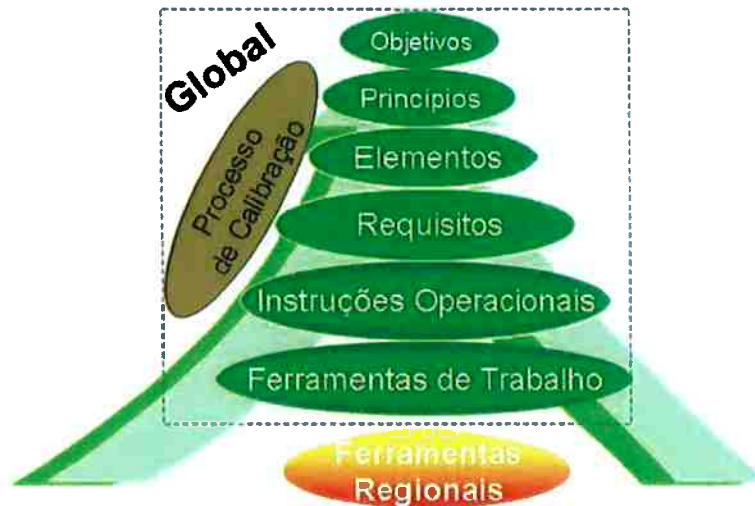 Global
Objetivos
Princípios
Processo
de Calibração
Elementos
Requisitos
Instruções Operacionais
Ferramentas de Trabalho
Ferramentas
Regionais